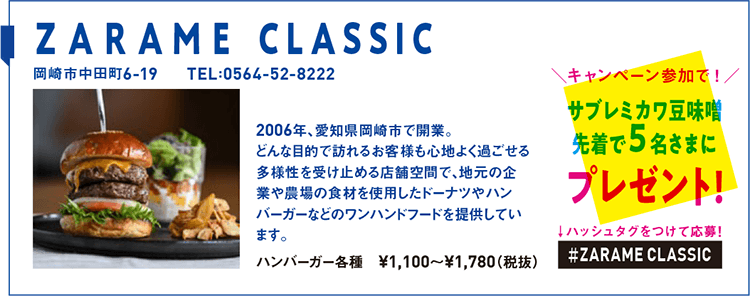 ZARAME CLASSIC
岡崎市中田町6-19　TEL:0564-52-8222
2006年、愛知県岡崎市で開業。
どんな目的で訪れるお客様も心地よく過ごせる
多様性を受け止める店舗空間で、地元の企
業や農場の食材を使用したドーナツやハン
バーガーなどのワンハンドフードを提供してい
ます。
ハンバーガー各種　¥1,100〜¥1,780（税抜）
＼キャンペーン参加で！／
サブレミカワ豆味噌
先着で5名さまに
プレゼント!
↓ハッシュタグをつけて応募!
#ZARAME CLASSIC